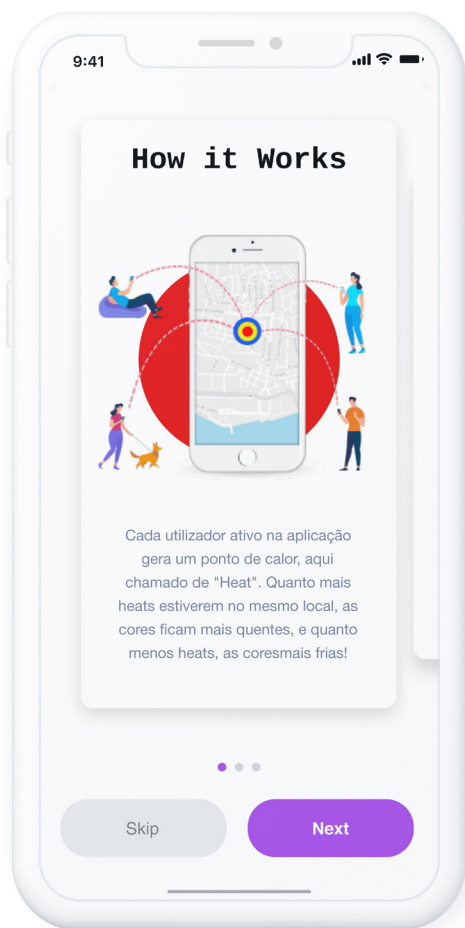 9:41
How it Works
Cada utilizador ativo na aplicação
gera um ponto de calor, aqui
chamado de "Heat". Quanto mais
heats estiverem no mesmo local, as
cores ficam mais quentes, e quanto
menos heats, as coresmais frias!
Skip
Next